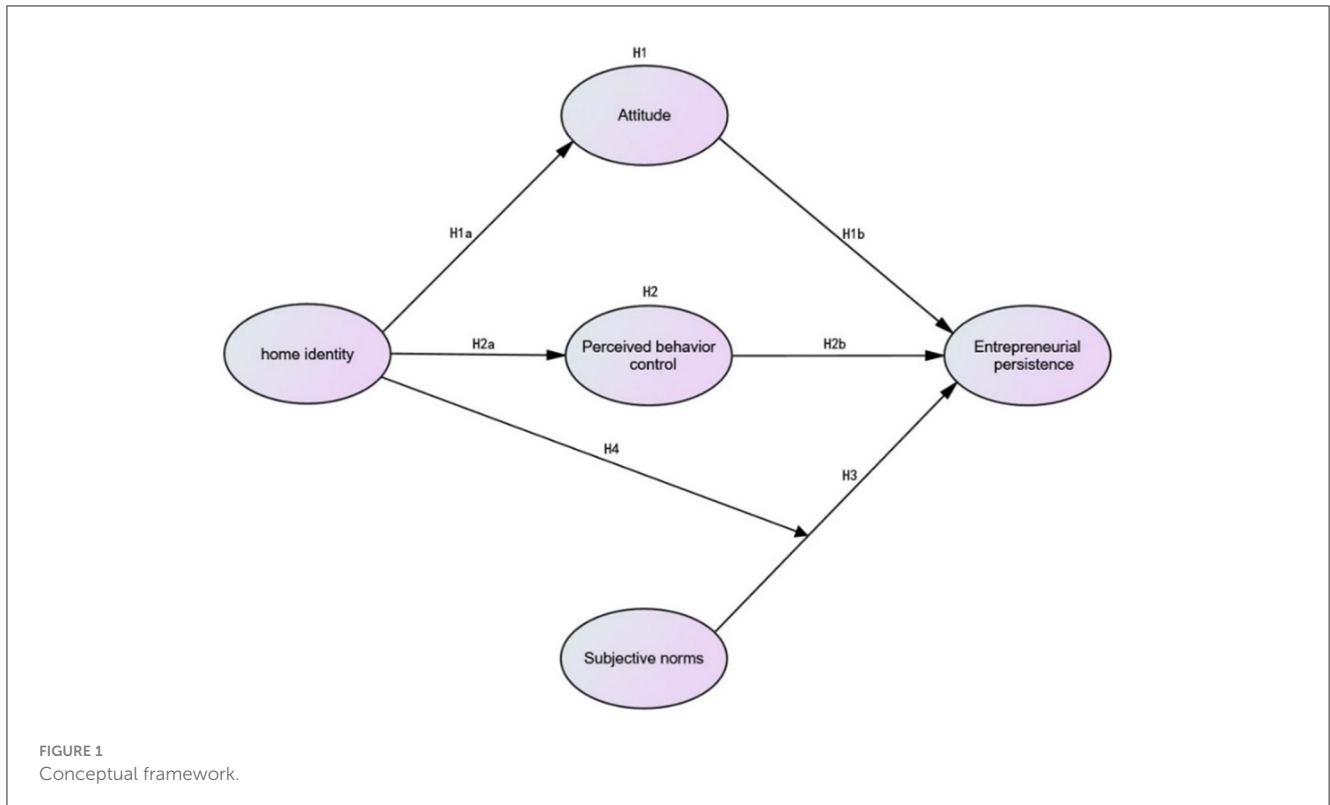 H1
Attitude
H1a
H1b
H2
home identity
H2a
Perceived behavior
control
H2b
Entrepreneurial
persistence
H4
H3
Subjective norms
FIGURE 1
Conceptual framework.